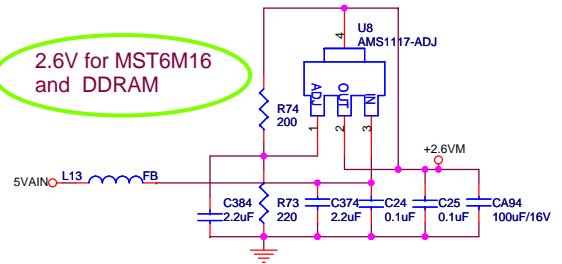 U8
AMS1117-ADJ
4
2.6V for MST6M16
and DDRAM
ADJ
OUT
IN
R74
200
1
2
3
+2.6VM
5VAIN
L13
FB
C384
2.2uF
R73
220
C374
2.2uF
C24
0.1uF
C25
0.1uF
CA94
100uF/16V